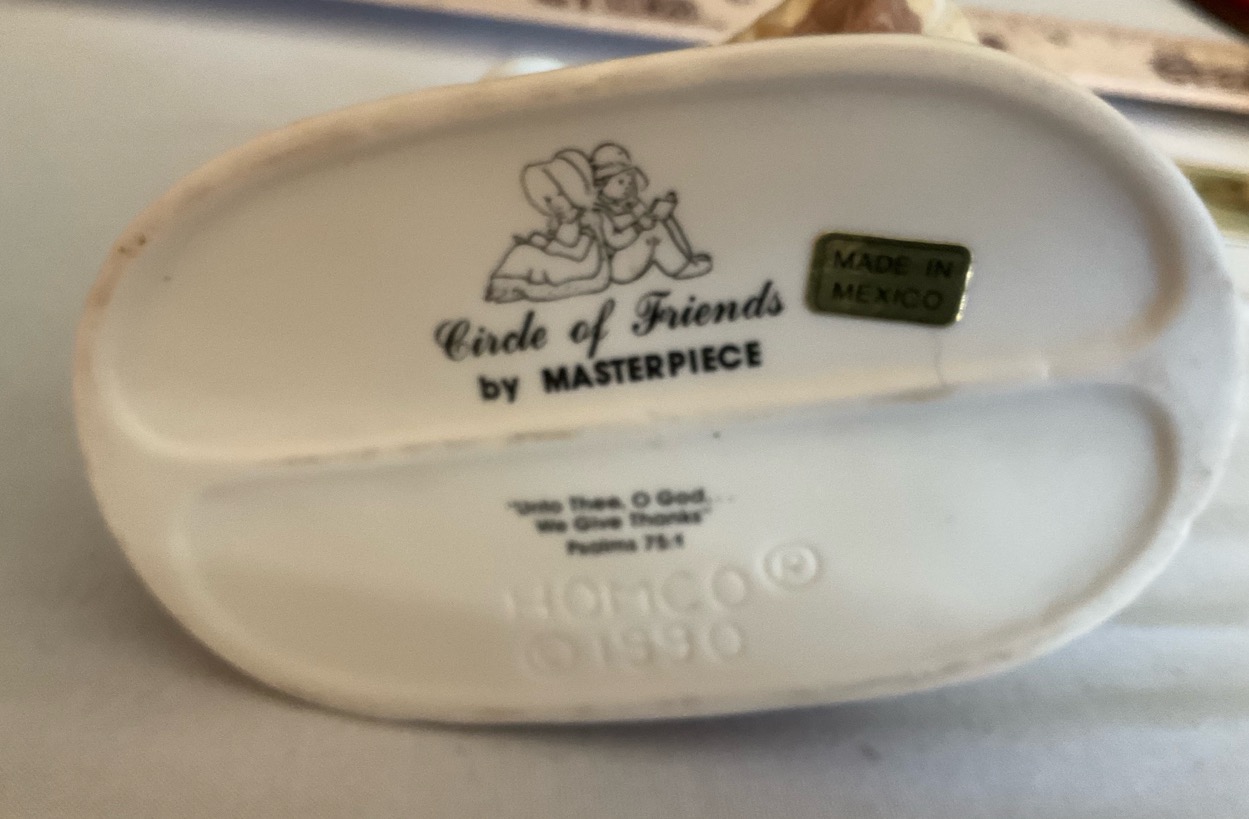 Circle of Friends
by MASTERPIECE
MADE IN
MEXICO
"Unto Thee, O God...
We Give Thanks"
Psalms 75:1
HOMCO ®
©1990